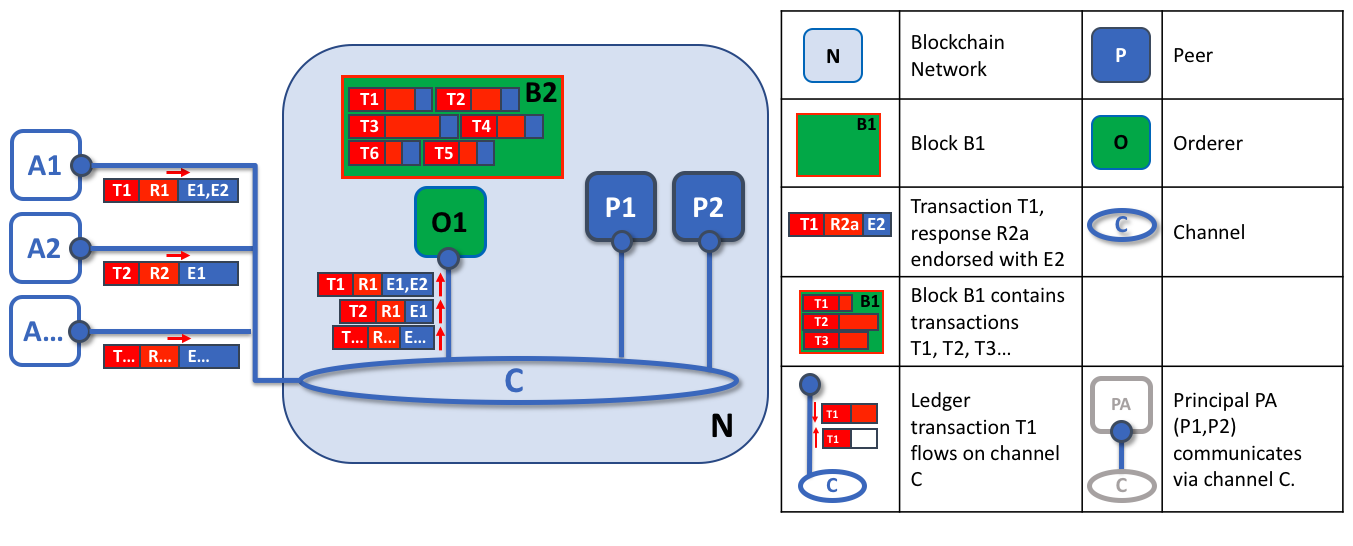 A1
T1 R1 E1,E2
A2
T2 R2 E1
A...
T... R... E...
B2
T1 T2
T3 T4
T6 T5
O1
P1
P2
T1 R1 E1,E2
T2 R1 E1
T... R... E...
C
N
N
Blockchain
Network
P
Peer
B1
Block B1
O
Orderer
T1 R2a E2
Transaction T1,
response R2a
endorsed with E2
C
Channel
B1
T1
T2
T3
Block B1 contains
transactions
T1, T2, T3...
T1
T1
C
Ledger
transaction T1
flows on channel
C
PA
C
Principal PA
(P1,P2)
communicates
via channel C.